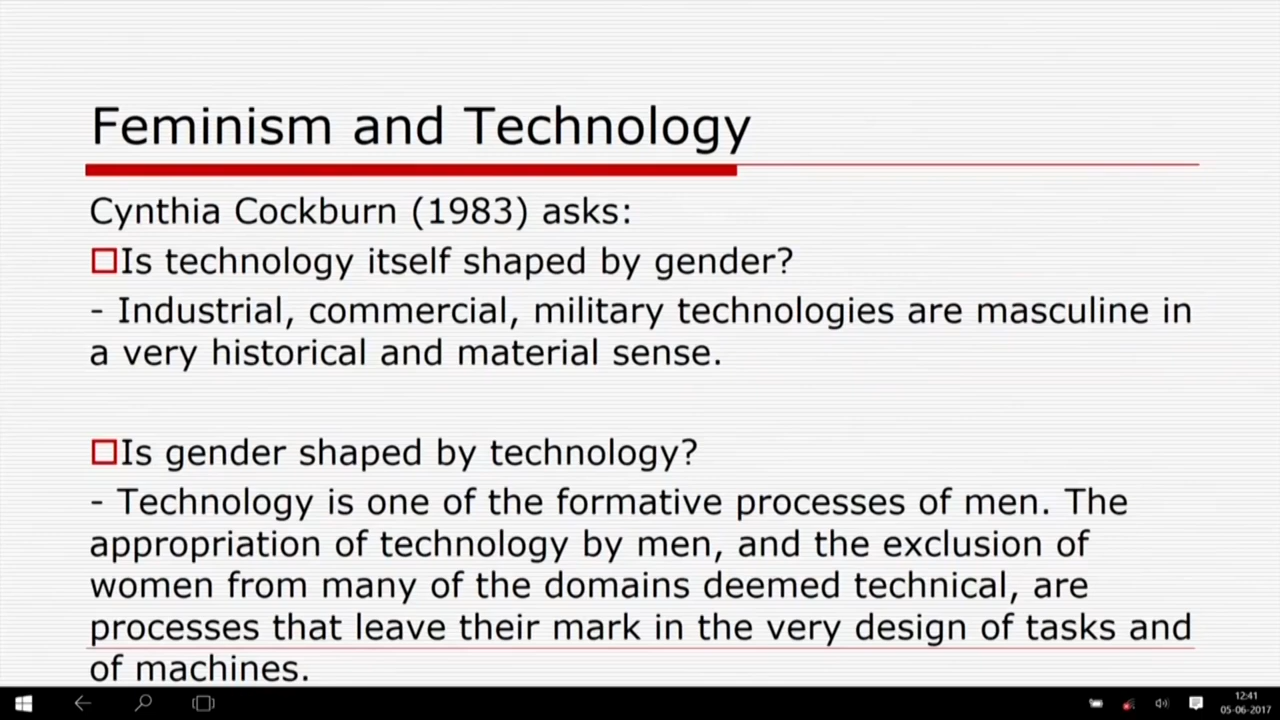 Feminism and Technology
Cynthia Cockburn (1983) asks:
Is technology itself shaped by gender?
- Industrial, commercial, military technologies are masculine in
a very historical and material sense.
Is gender shaped by technology?
- Technology is one of the formative processes of men. The
appropriation of technology by men, and the exclusion of
women from many of the domains deemed technical, are
processes that leave their mark in the very design of tasks and
of machines.
12:41
05-06-2017